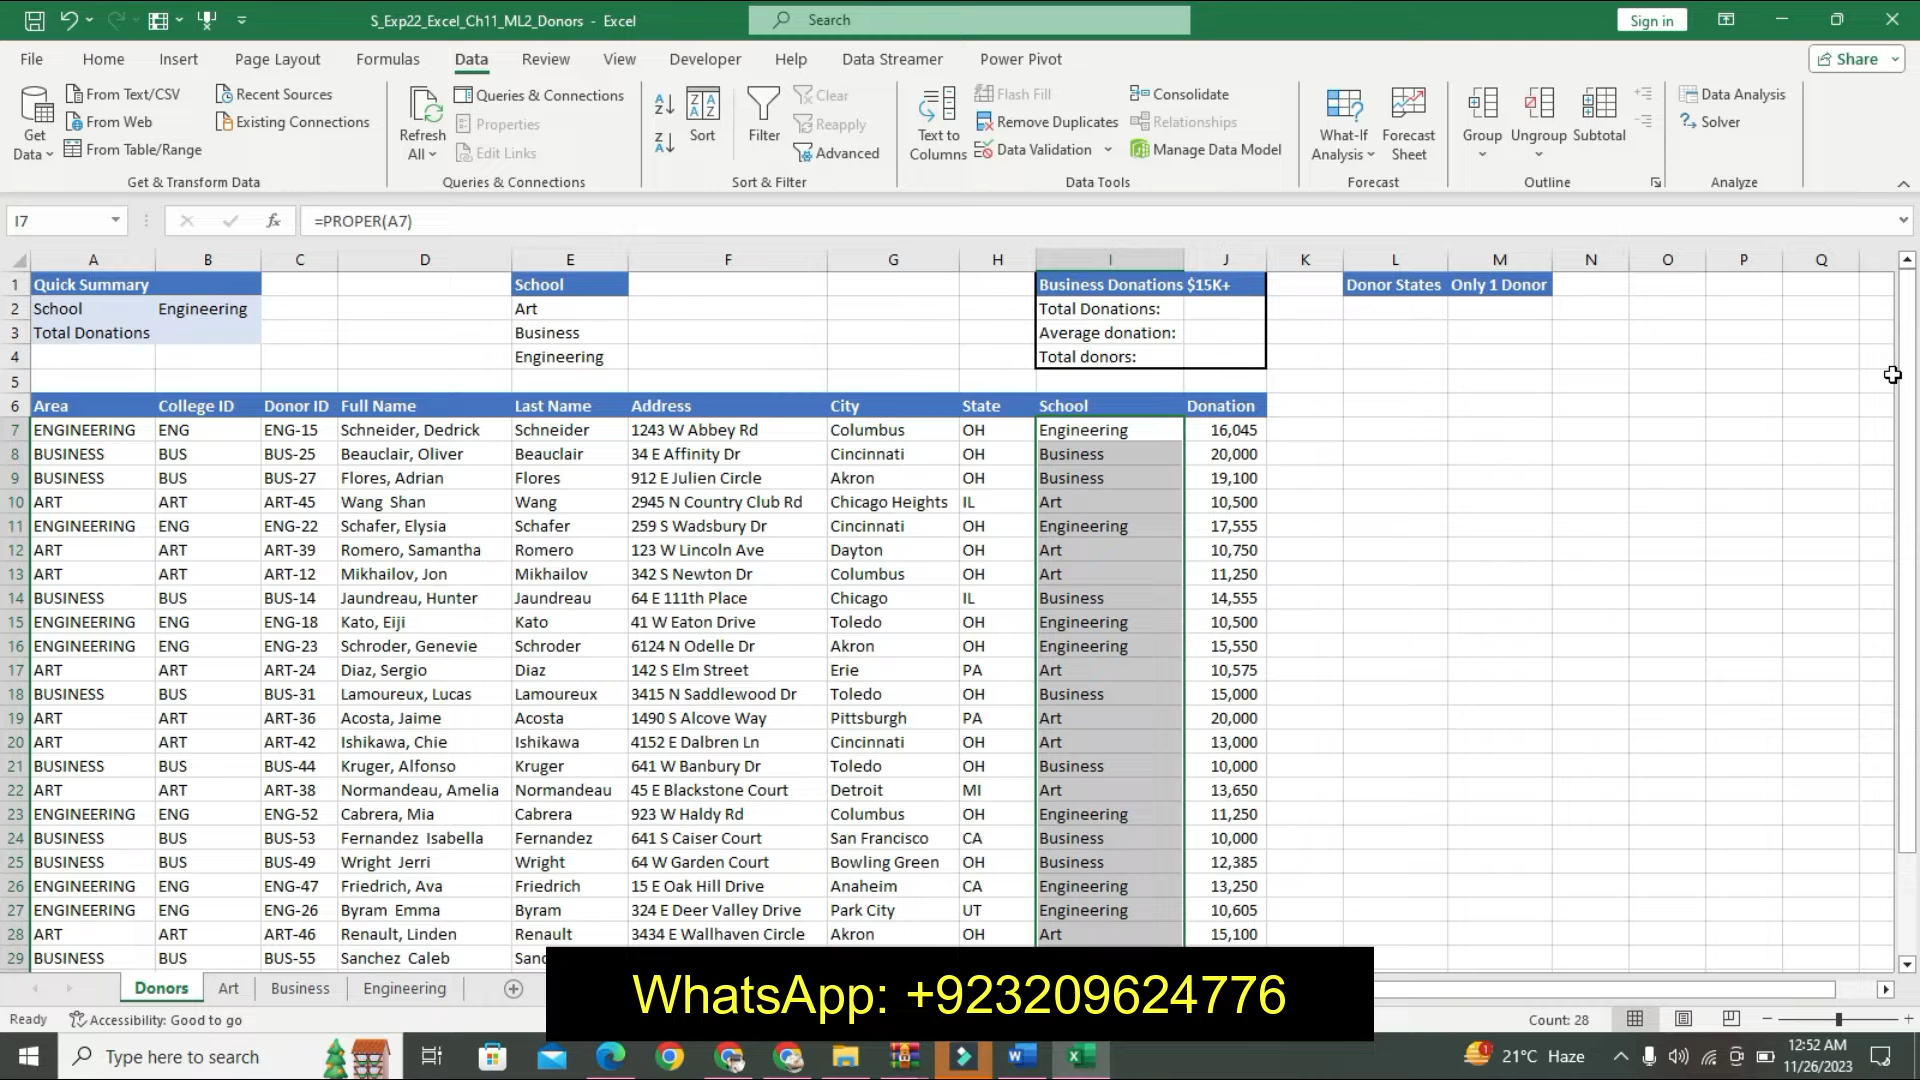 S_Exp22_Excel_Ch11_ML2_Donors - Excel
Search
Sign in
File Home Insert Page Layout Formulas Data Review View Developer Help Data Streamer Power Pivot
Share
Get Data
From Text/CSV
From Web
From Table/Range
Recent Sources
Existing Connections
Get & Transform Data
Refresh All
Queries & Connections
Properties
Edit Links
Queries & Connections
Sort
Filter
Clear
Reapply
Advanced
Sort & Filter
Text to Columns
Flash Fill
Remove Duplicates
Data Validation
Consolidate
Relationships
Manage Data Model
Data Tools
What-If Analysis
Forecast Sheet
Forecast
Group
Ungroup
Subtotal
Outline
Data Analysis
Solver
Analyze
I7
fx
=PROPER(A7)
A B C D E F G H I J K L M N O P Q
1 Quick Summary School Business Donations $15K+ Donor States Only 1 Donor
2 School Engineering Art Total Donations:
3 Total Donations Business Average donation:
4 Engineering Total donors:
5
6 Area College ID Donor ID Full Name Last Name Address City State School Donation
7 ENGINEERING ENG ENG-15 Schneider, Dedrick Schneider 1243 W Abbey Rd Columbus OH Engineering 16,045
8 BUSINESS BUS BUS-25 Beauclair, Oliver Beauclair 34 E Affinity Dr Cincinnati OH Business 20,000
9 BUSINESS BUS BUS-27 Flores, Adrian Flores 912 E Julien Circle Akron OH Business 19,100
10 ART ART ART-45 Wang Shan Wang 2945 N Country Club Rd Chicago Heights IL Art 10,500
11 ENGINEERING ENG ENG-22 Schafer, Elysia Schafer 259 S Wadsbury Dr Cincinnati OH Engineering 17,555
12 ART ART ART-39 Romero, Samantha Romero 123 W Lincoln Ave Dayton OH Art 10,750
13 ART ART ART-12 Mikhailov, Jon Mikhailov 342 S Newton Dr Columbus OH Art 11,250
14 BUSINESS BUS BUS-14 Jaundreau, Hunter Jaundreau 64 E 111th Place Chicago IL Business 14,555
15 ENGINEERING ENG ENG-18 Kato, Eiji Kato 41 W Eaton Drive Toledo OH Engineering 10,500
16 ENGINEERING ENG ENG-23 Schroder, Genevie Schroder 6124 N Odelle Dr Akron OH Engineering 15,550
17 ART ART ART-24 Diaz, Sergio Diaz 142 S Elm Street Erie PA Art 10,575
18 BUSINESS BUS BUS-31 Lamoureux, Lucas Lamoureux 3415 N Saddlewood Dr Toledo OH Business 15,000
19 ART ART ART-36 Acosta, Jaime Acosta 1490 S Alcove Way Pittsburgh PA Art 20,000
20 ART ART ART-42 Ishikawa, Chie Ishikawa 4152 E Dalbren Ln Cincinnati OH Art 13,000
21 BUSINESS BUS BUS-44 Kruger, Alfonso Kruger 641 W Banbury Dr Toledo OH Business 10,000
22 ART ART ART-38 Normandeau, Amelia Normandeau 45 E Blackstone Court Detroit MI Art 13,650
23 ENGINEERING ENG ENG-52 Cabrera, Mia Cabrera 923 W Haldy Rd Columbus OH Engineering 11,250
24 BUSINESS BUS BUS-53 Fernandez Isabella Fernandez 641 S Caiser Court San Francisco CA Business 10,000
25 BUSINESS BUS BUS-49 Wright Jerri Wright 64 W Garden Court Bowling Green OH Business 12,385
26 ENGINEERING ENG ENG-47 Friedrich, Ava Friedrich 15 E Oak Hill Drive Anaheim CA Engineering 13,250
27 ENGINEERING ENG ENG-26 Byram Emma Byram 324 E Deer Valley Drive Park City UT Engineering 10,605
28 ART ART ART-46 Renault, Linden Renault 3434 E Wallhaven Circle Akron OH Art 15,100
29 BUSINESS BUS BUS-55 Sanchez Caleb
WhatsApp: +923209624776
Donors Art Business Engineering
Ready Accessibility: Good to go Count: 28
Type here to search
21°C Haze
12:52 AM
11/26/2023